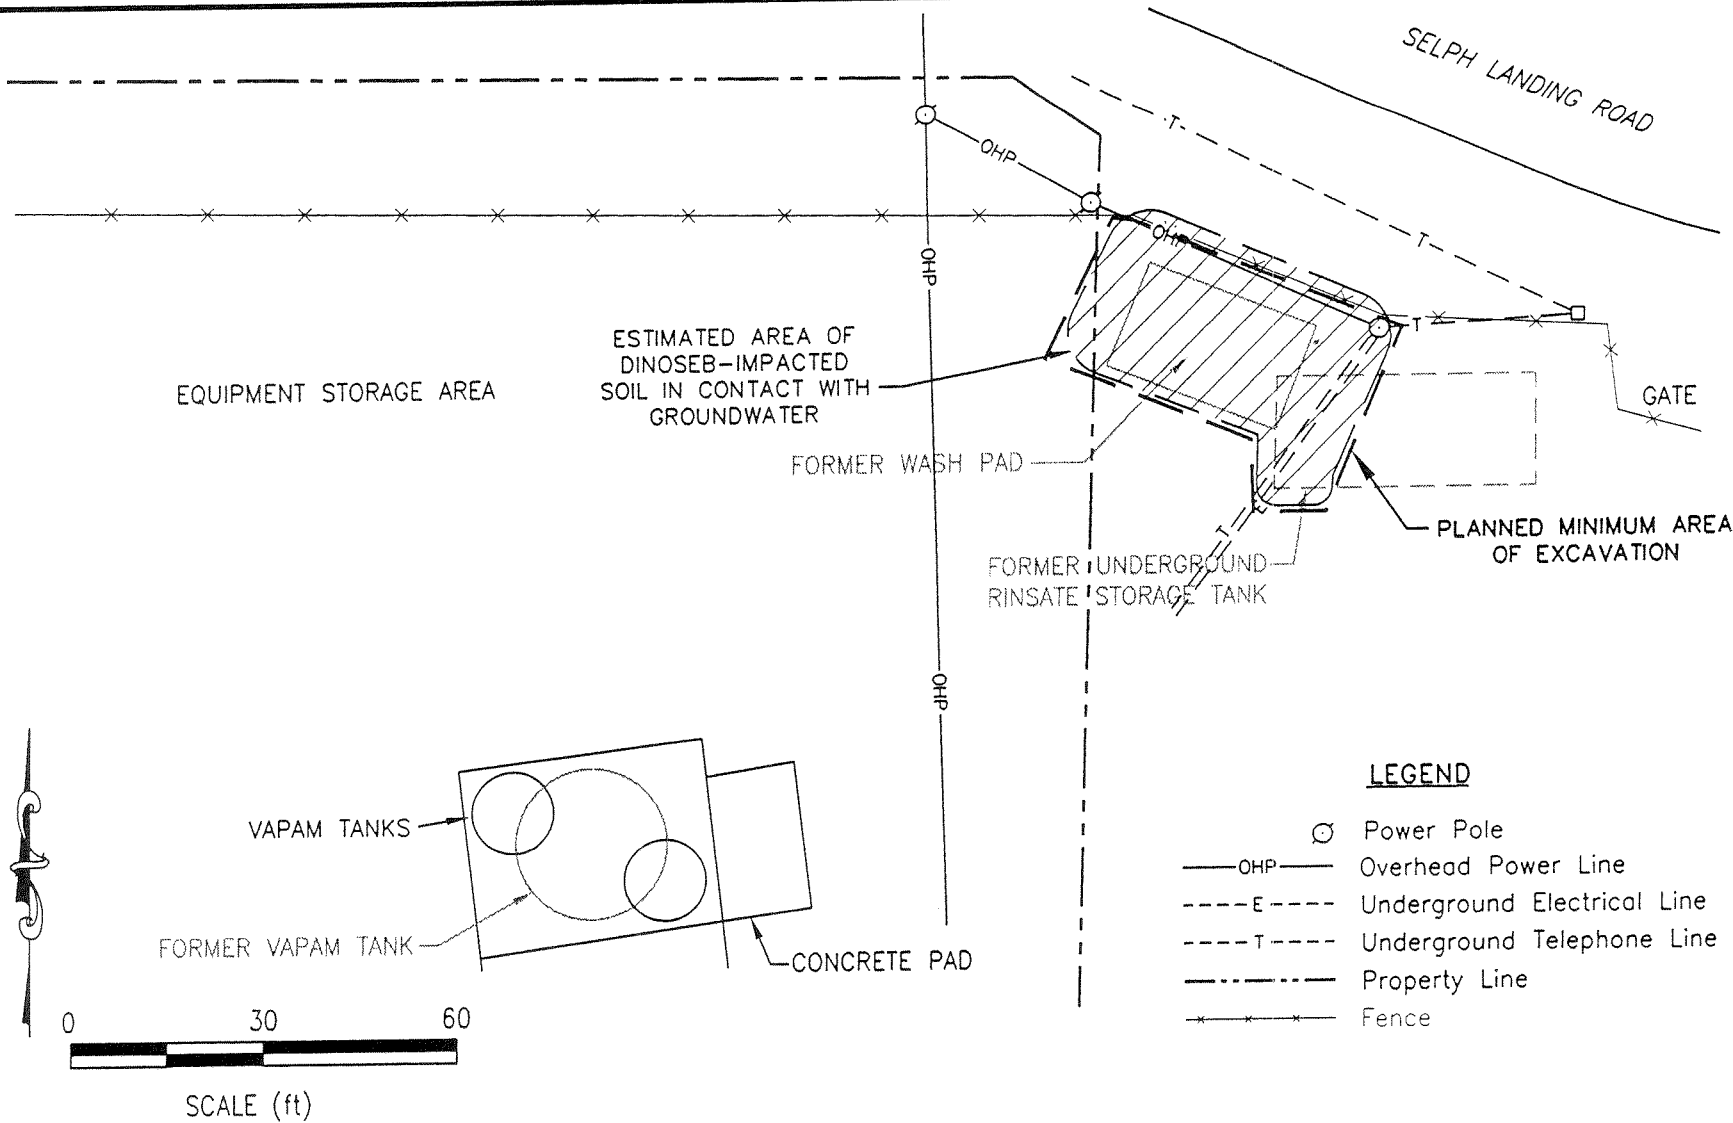 SELPH LANDING ROAD
T
OHP
OHP
T
OHP
ESTIMATED AREA OF
DINOSEB-IMPACTED
SOIL IN CONTACT WITH
GROUNDWATER
T
EQUIPMENT STORAGE AREA
GATE
FORMER WASH PAD
PLANNED MINIMUM AREA
OF EXCAVATION
T
E
FORMER UNDERGROUND
RINSATE STORAGE TANK
OHP
VAPAM TANKS
FORMER VAPAM TANK
CONCRETE PAD
LEGEND
Power Pole
OHP Overhead Power Line
E Underground Electrical Line
T Underground Telephone Line
Property Line
Fence
0 30 60
SCALE (ft)